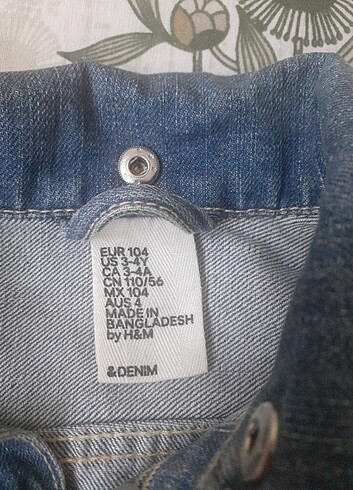 EUR 104
US 3-4Y
CA 3-4A
CN 110/56
MX 104
AUS 4
MADE IN
BANGLADESH
by H&M
&DENIM